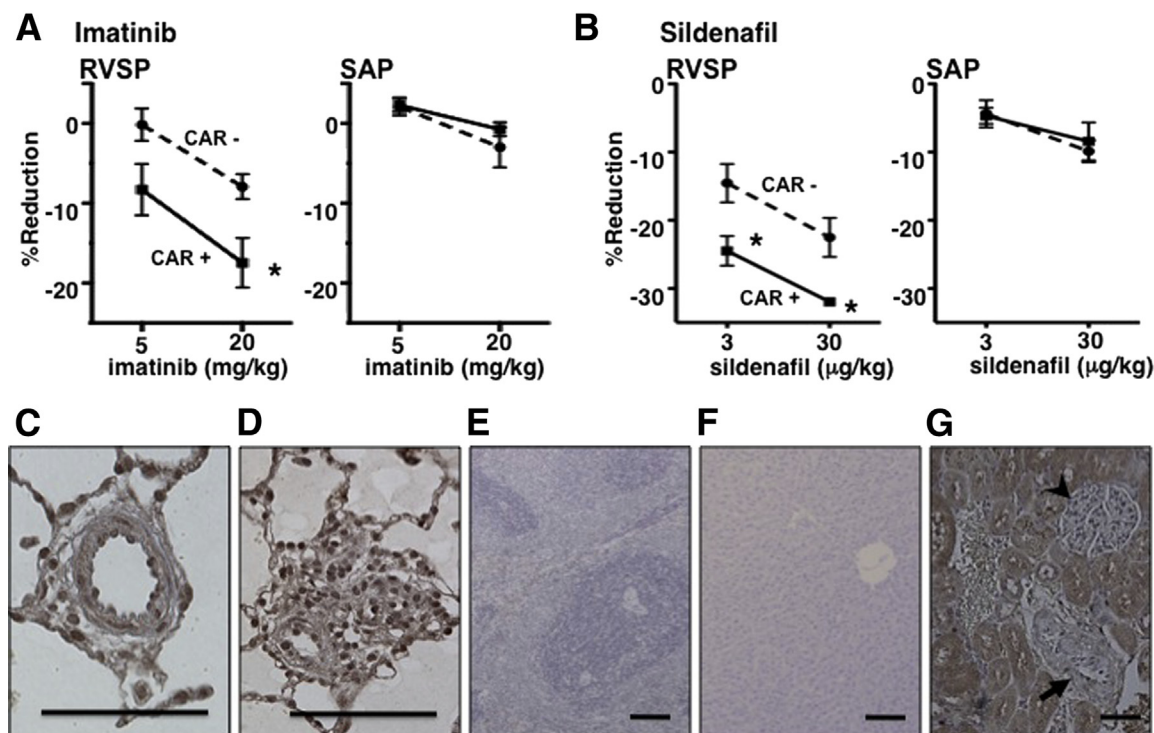 A Imatinib
RVSP
SAP
%Reduction
0
-10
-20
CAR -
CAR +
*
5 20
imatinib (mg/kg)
0
-10
-20
5 20
imatinib (mg/kg)
B Sildenafil
RVSP
SAP
%Reduction
0
-10
-20
-30
CAR -
*
CAR +
*
3 30
sildenafil (μg/kg)
0
-10
-20
-30
3 30
sildenafil (μg/kg)
C D E F G